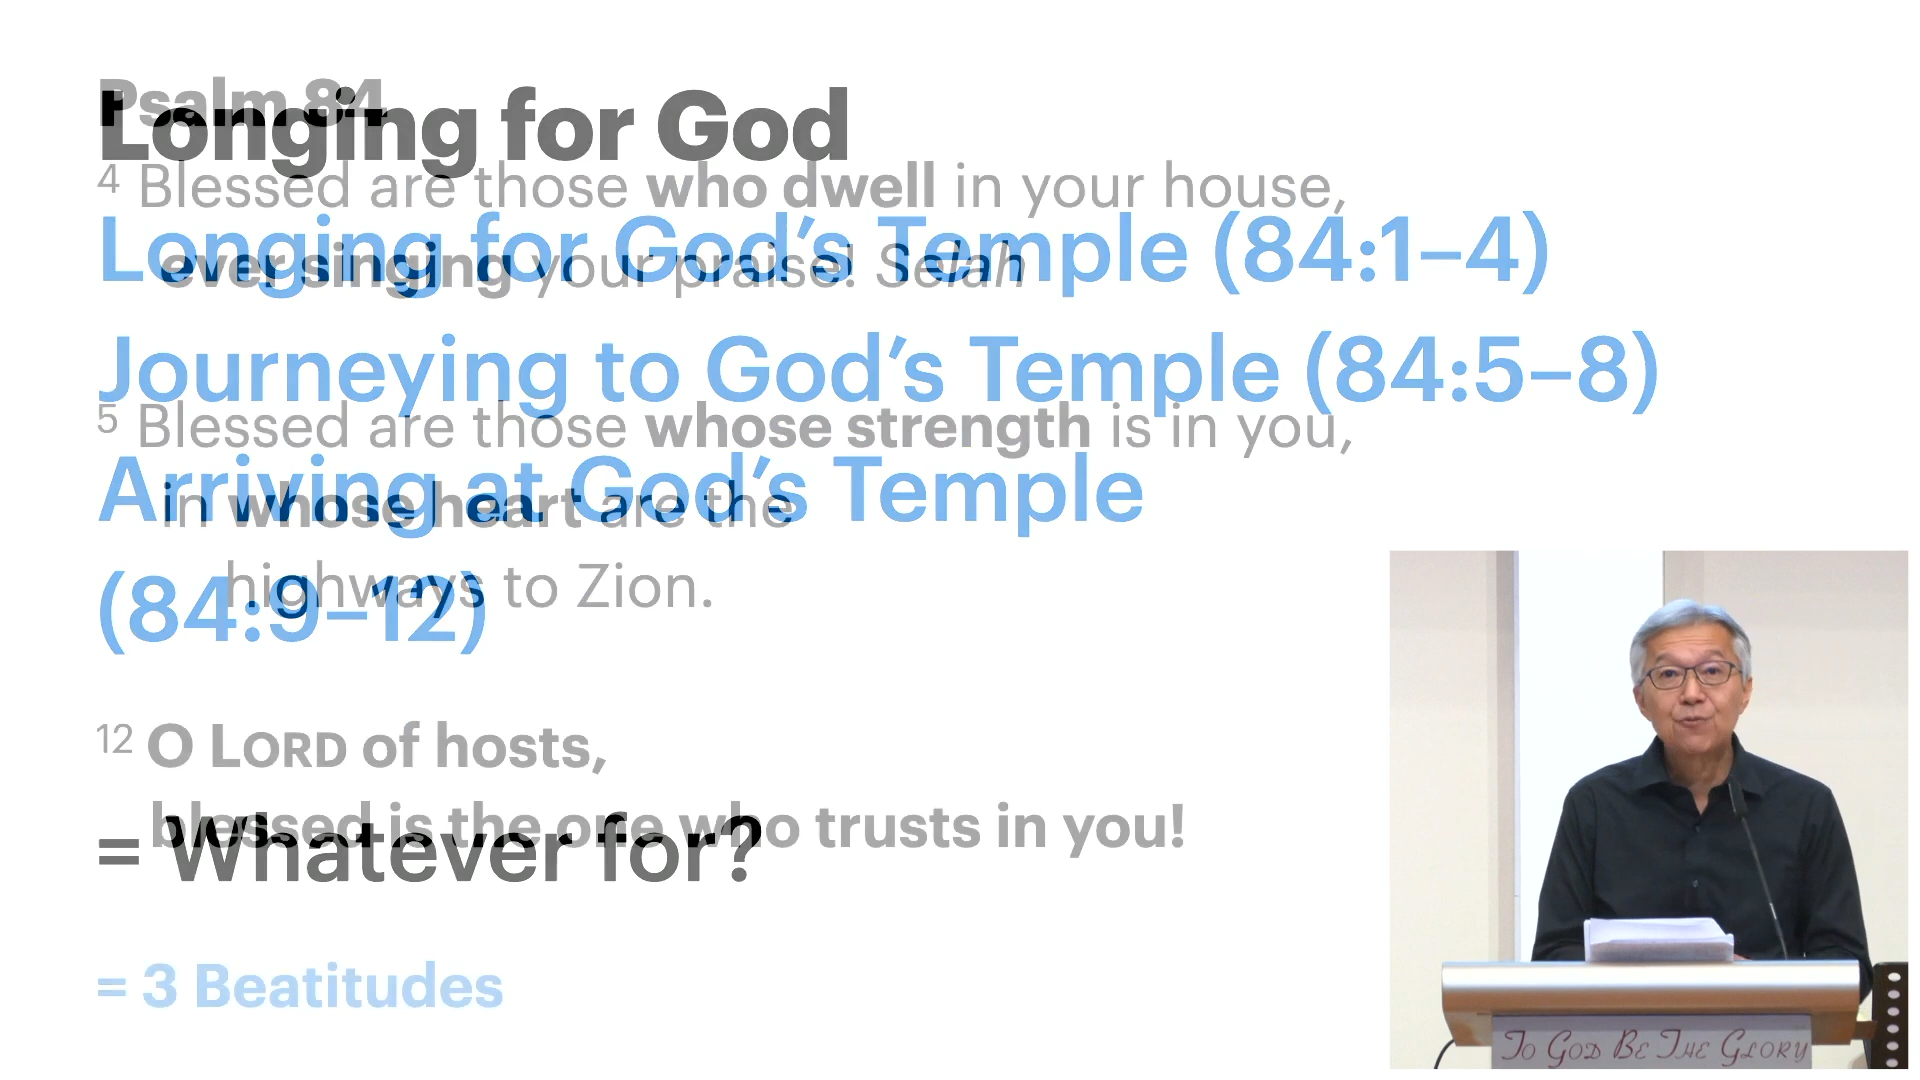 Psalm 84
Longing for God
4 Blessed are those who dwell in your house,
Longing for God's Temple (84:1–4)
ever singing your praise! Selah
Journeying to God's Temple (84:5–8)
5 Blessed are those whose strength is in you,
Arriving at God's Temple
in whose heart are the
highways to Zion.
(84:9–12)
12 O LORD of hosts,
blessed is the one who trusts in you!
= Whatever for?
= 3 Beatitudes
To God Be The Glory